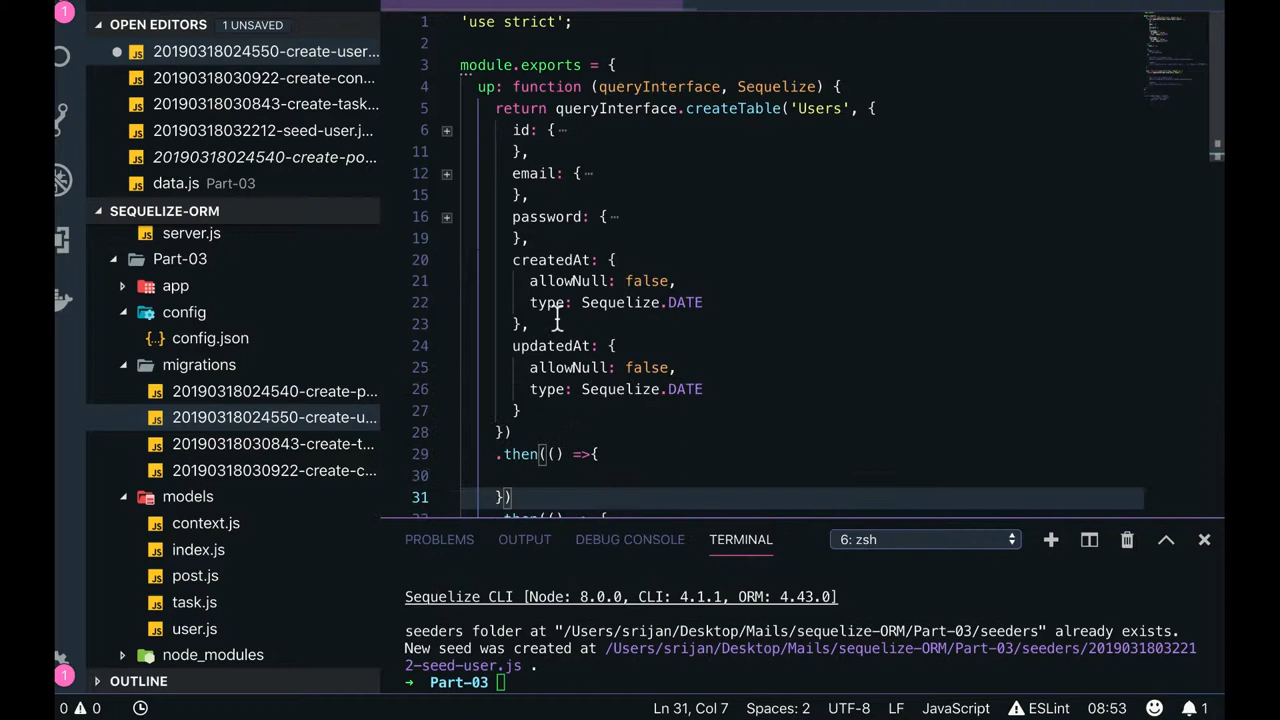 1
OPEN EDITORS 1 UNSAVED
20190318024550-create-user...
20190318030922-create-con...
20190318030843-create-task...
20190318032212-seed-user.j...
20190318024540-create-po...
data.js Part-03
SEQUELIZE-ORM
server.js
Part-03
app
config
config.json
migrations
20190318024540-create-p...
20190318024550-create-u...
20190318030843-create-t...
20190318030922-create-c...
models
context.js
index.js
post.js
task.js
user.js
node_modules
1
OUTLINE
1 'use strict';
2
3 module.exports = {
4 up: function (queryInterface, Sequelize) {
5 return queryInterface.createTable('Users', {
6 id: { ...
11 },
12 email: { ...
15 },
16 password: { ...
19 },
20 createdAt: {
21 allowNull: false,
22 type: Sequelize.DATE
23 },
24 updatedAt: {
25 allowNull: false,
26 type: Sequelize.DATE
27 }
28 })
29 .then(() =>{
30
31 })
PROBLEMS OUTPUT DEBUG CONSOLE TERMINAL 6: zsh
Sequelize CLI [Node: 8.0.0, CLI: 4.1.1, ORM: 4.43.0]
seeders folder at "/Users/srijan/Desktop/Mails/sequelize-ORM/Part-03/seeders" already exists.
New seed was created at /Users/srijan/Desktop/Mails/sequelize-ORM/Part-03/seeders/2019031803221
2-seed-user.js .
→ Part-03
0 0 Ln 31, Col 7 Spaces: 2 UTF-8 LF JavaScript ESLint 08:53 1